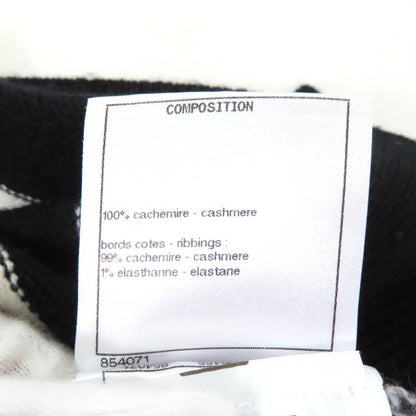 COMPOSITION
100% cachemire - cashmere
bords cotes - ribbings :
99% cachemire - cashmere
1% elasthanne - elastane
854071